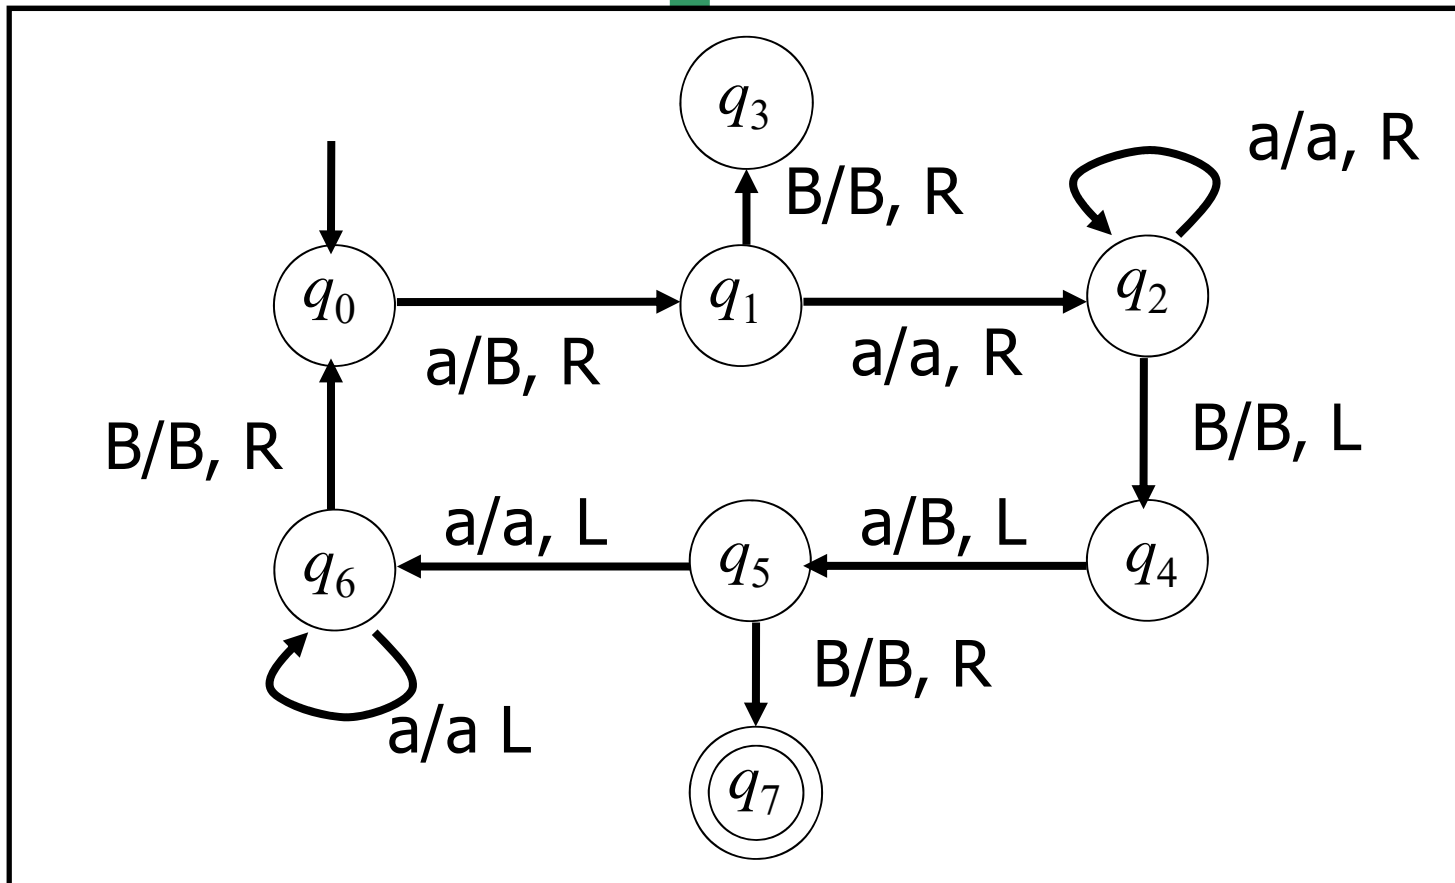 q3
a/a, R
B/B, R
q0
q1
q2
a/B, R
a/a, R
B/B, R
B/B, L
a/a, L
a/B, L
q6
q5
q4
B/B, R
a/a L
q7